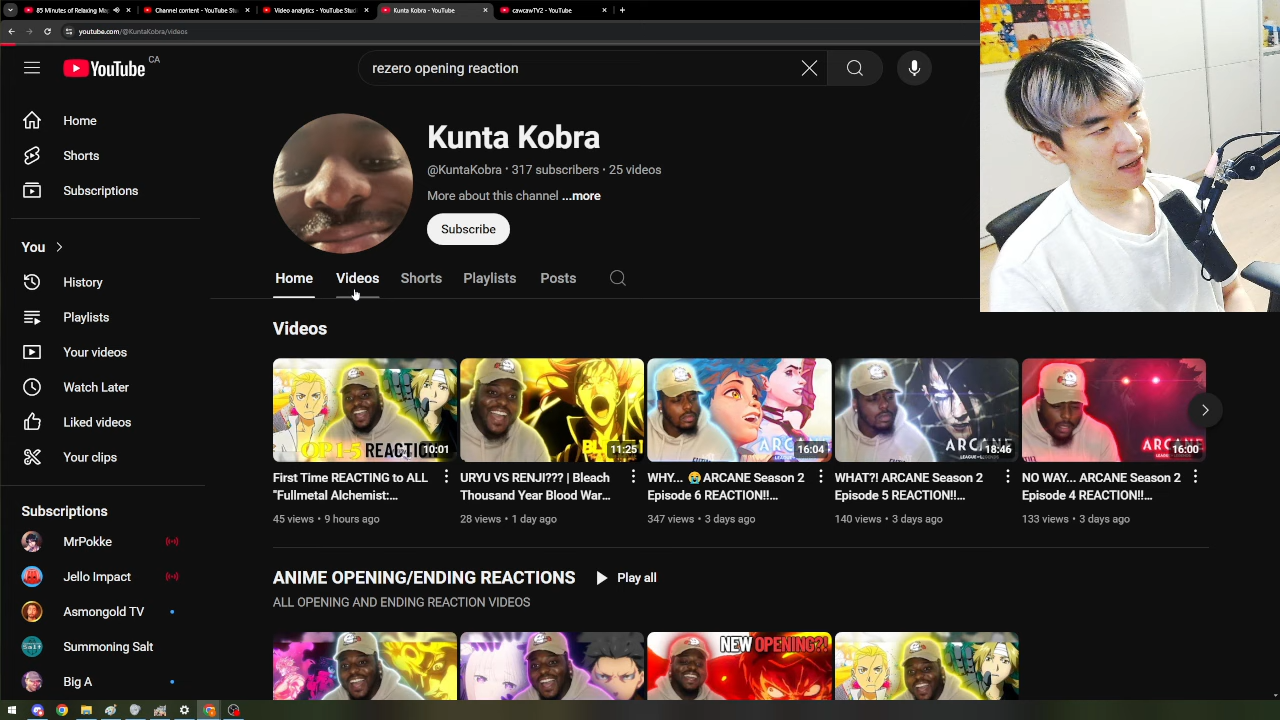 85 Minutes of Relaxing Ma
Channel content - YouTube Stu
Video analytics - YouTube Stud
Kunta Kobra - YouTube
cawcawTV2 - YouTube
youtube.com/@KuntaKobra/videos
YouTube
CA
rezero opening reaction
Home
Shorts
Subscriptions
You
History
Playlists
Your videos
Watch Later
Liked videos
Your clips
Subscriptions
MrPokke
Jello Impact
Asmongold TV
Summoning Salt
Big A
Kunta Kobra
@KuntaKobra · 317 subscribers · 25 videos
More about this channel ...more
Subscribe
Home
Videos
Shorts
Playlists
Posts
Videos
OP1-5 REACTIO
10:01
First Time REACTING to ALL
"Fullmetal Alchemist:...
45 views · 9 hours ago
11:25
URYU VS RENJI??? | Bleach
Thousand Year Blood War...
28 views · 1 day ago
ARC
16:04
WHY... 😭 ARCANE Season 2
Episode 6 REACTION!!...
347 views · 3 days ago
ARCANE
18:46
WHAT?! ARCANE Season 2
Episode 5 REACTION!!...
140 views · 3 days ago
ARCANE
16:00
NO WAY... ARCANE Season 2
Episode 4 REACTION!!...
133 views · 3 days ago
ANIME OPENING/ENDING REACTIONS
Play all
ALL OPENING AND ENDING REACTION VIDEOS
NEW OPENING?!